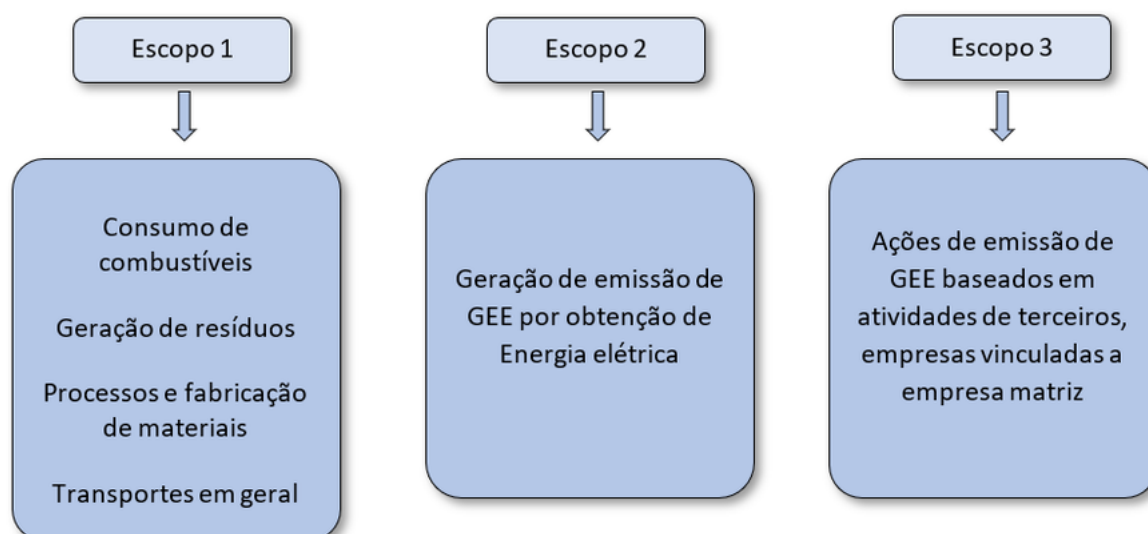 Escopo 1
Consumo de
combustíveis
Geração de resíduos
Processos e fabricação
de materiais
Transportes em geral
Escopo 2
Geração de emissão de
GEE por obtenção de
Energia elétrica
Escopo 3
Ações de emissão de
GEE baseados em
atividades de terceiros,
empresas vinculadas a
empresa matriz